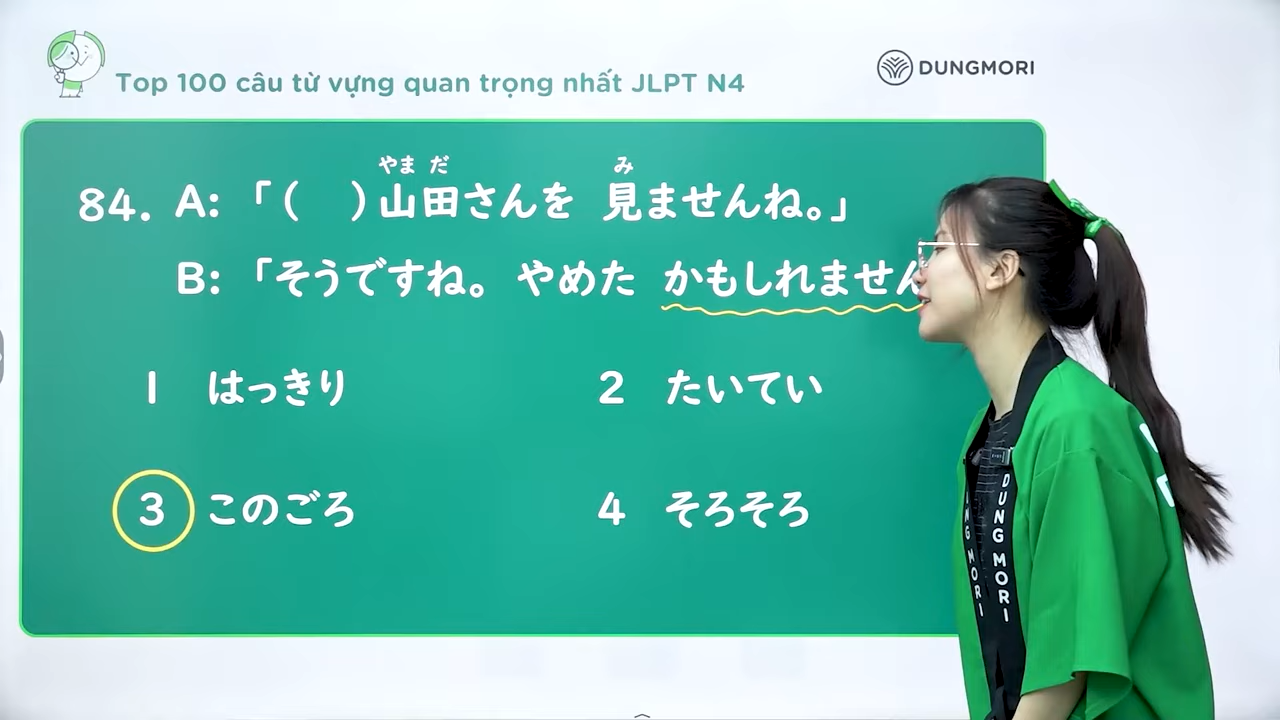 Top 100 câu từ vựng quan trọng nhất JLPT N4
DUNGMORI
やま だ み
84. A: 「( )山田さんを 見ませんね。」
B: 「そうですね。 やめた かもしれません
1 はっきり
2 たいてい
3 このごろ
4 そろそろ
DUNG MORI